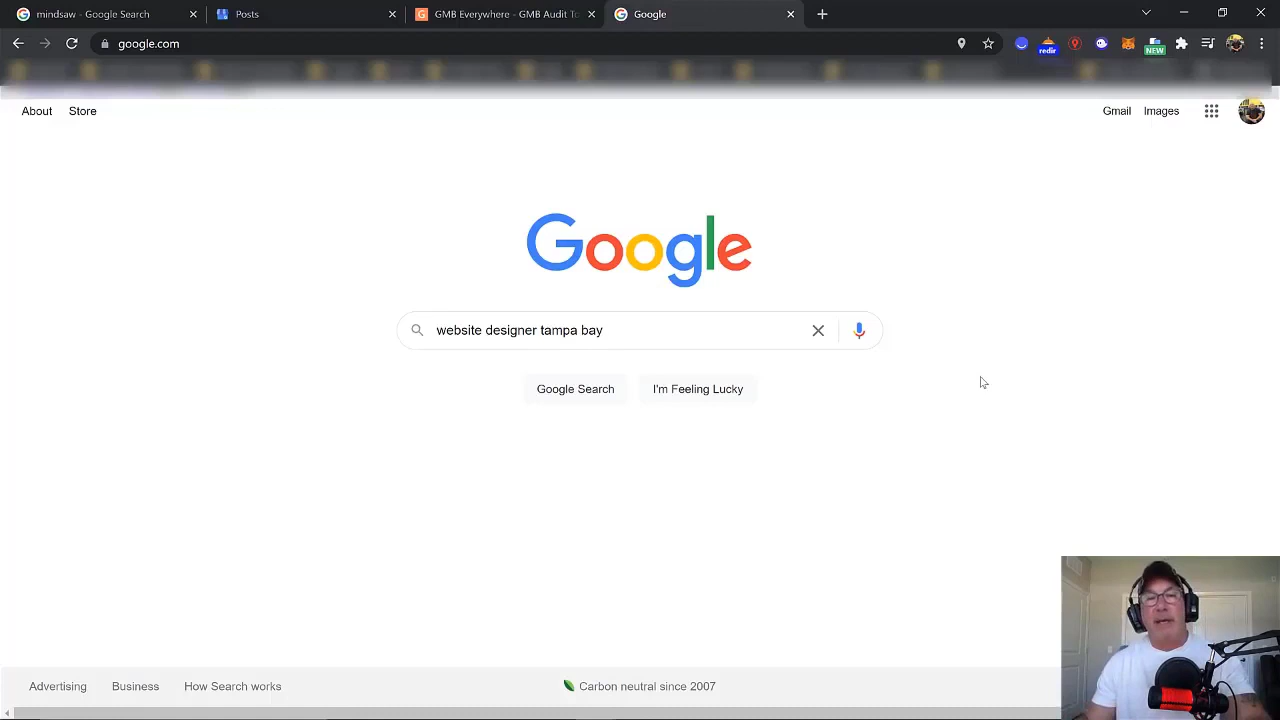 mindsaw - Google Search
Posts
GMB Everywhere - GMB Audit To
Google
google.com
redir
NEW
About Store
Gmail Images
Google
website designer tampa bay
Google Search
I'm Feeling Lucky
Advertising Business How Search works
Carbon neutral since 2007